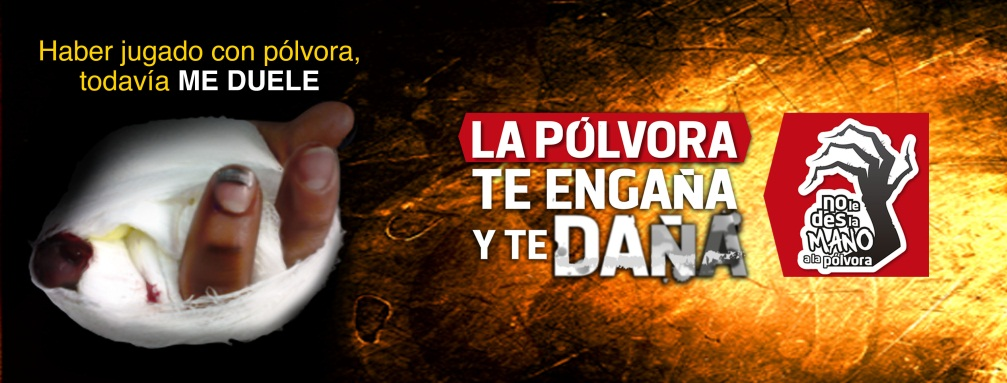 Haber jugado con pólvora,
todavía ME DUELE
LA PÓLVORA
TE ENGAÑA
Y TE DAÑA
no le
des la
MANO
a la pólvora